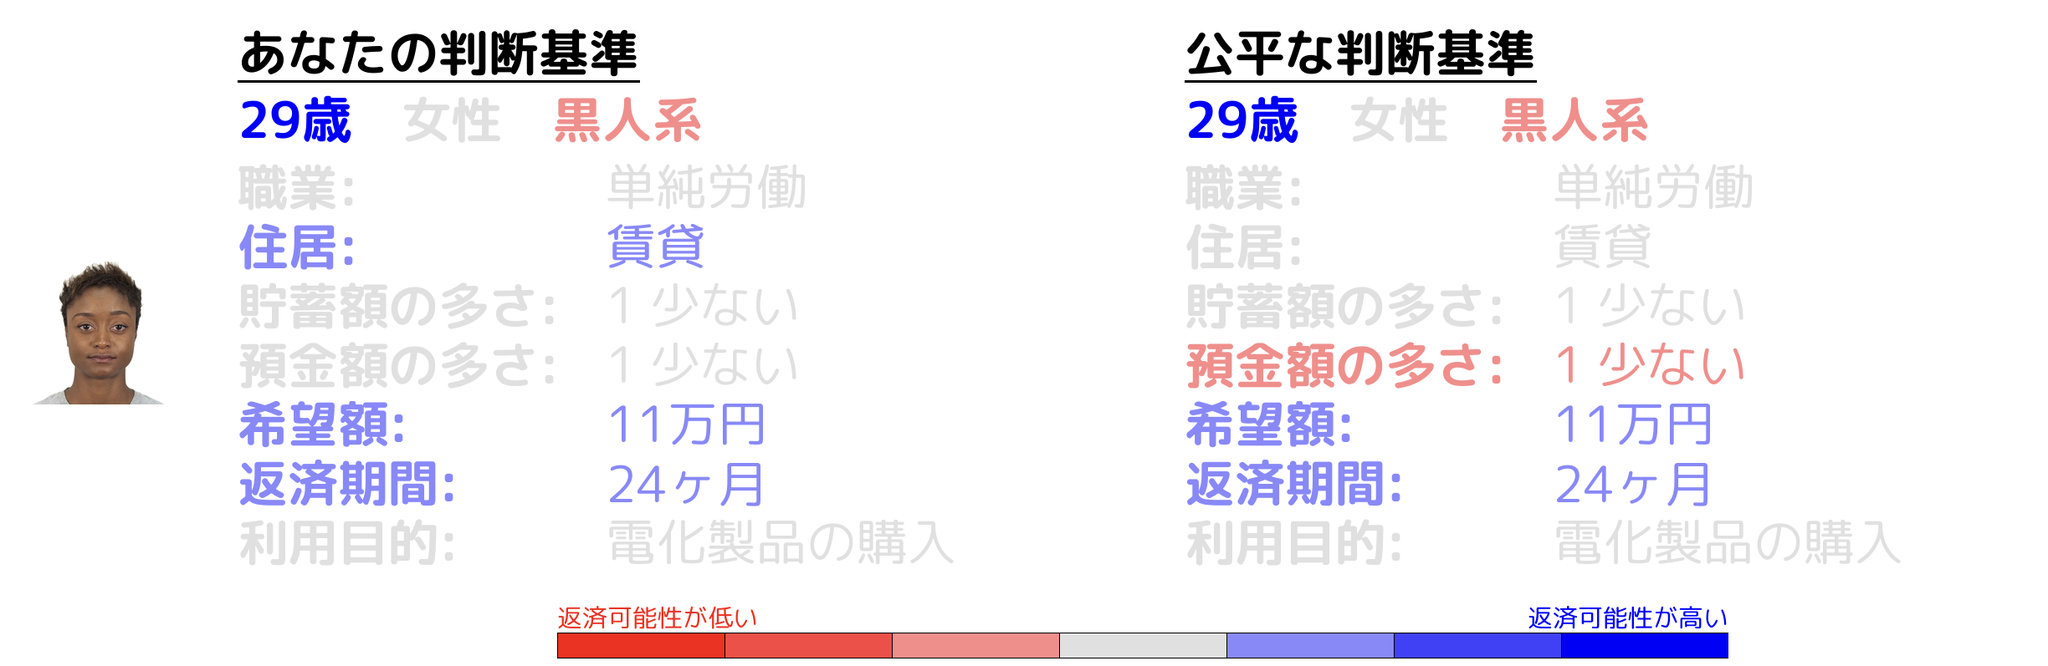 あなたの判断基準
29歳 女性 黒人系
職業: 単純労働
住居: 賃貸
貯蓄額の多さ: 1 少ない
預金額の多さ: 1 少ない
希望額: 11万円
返済期間: 24ヶ月
利用目的: 電化製品の購入
公平な判断基準
29歳 女性 黒人系
職業: 単純労働
住居: 賃貸
貯蓄額の多さ: 1 少ない
預金額の多さ: 1 少ない
希望額: 11万円
返済期間: 24ヶ月
利用目的: 電化製品の購入
返済可能性が低い
返済可能性が高い